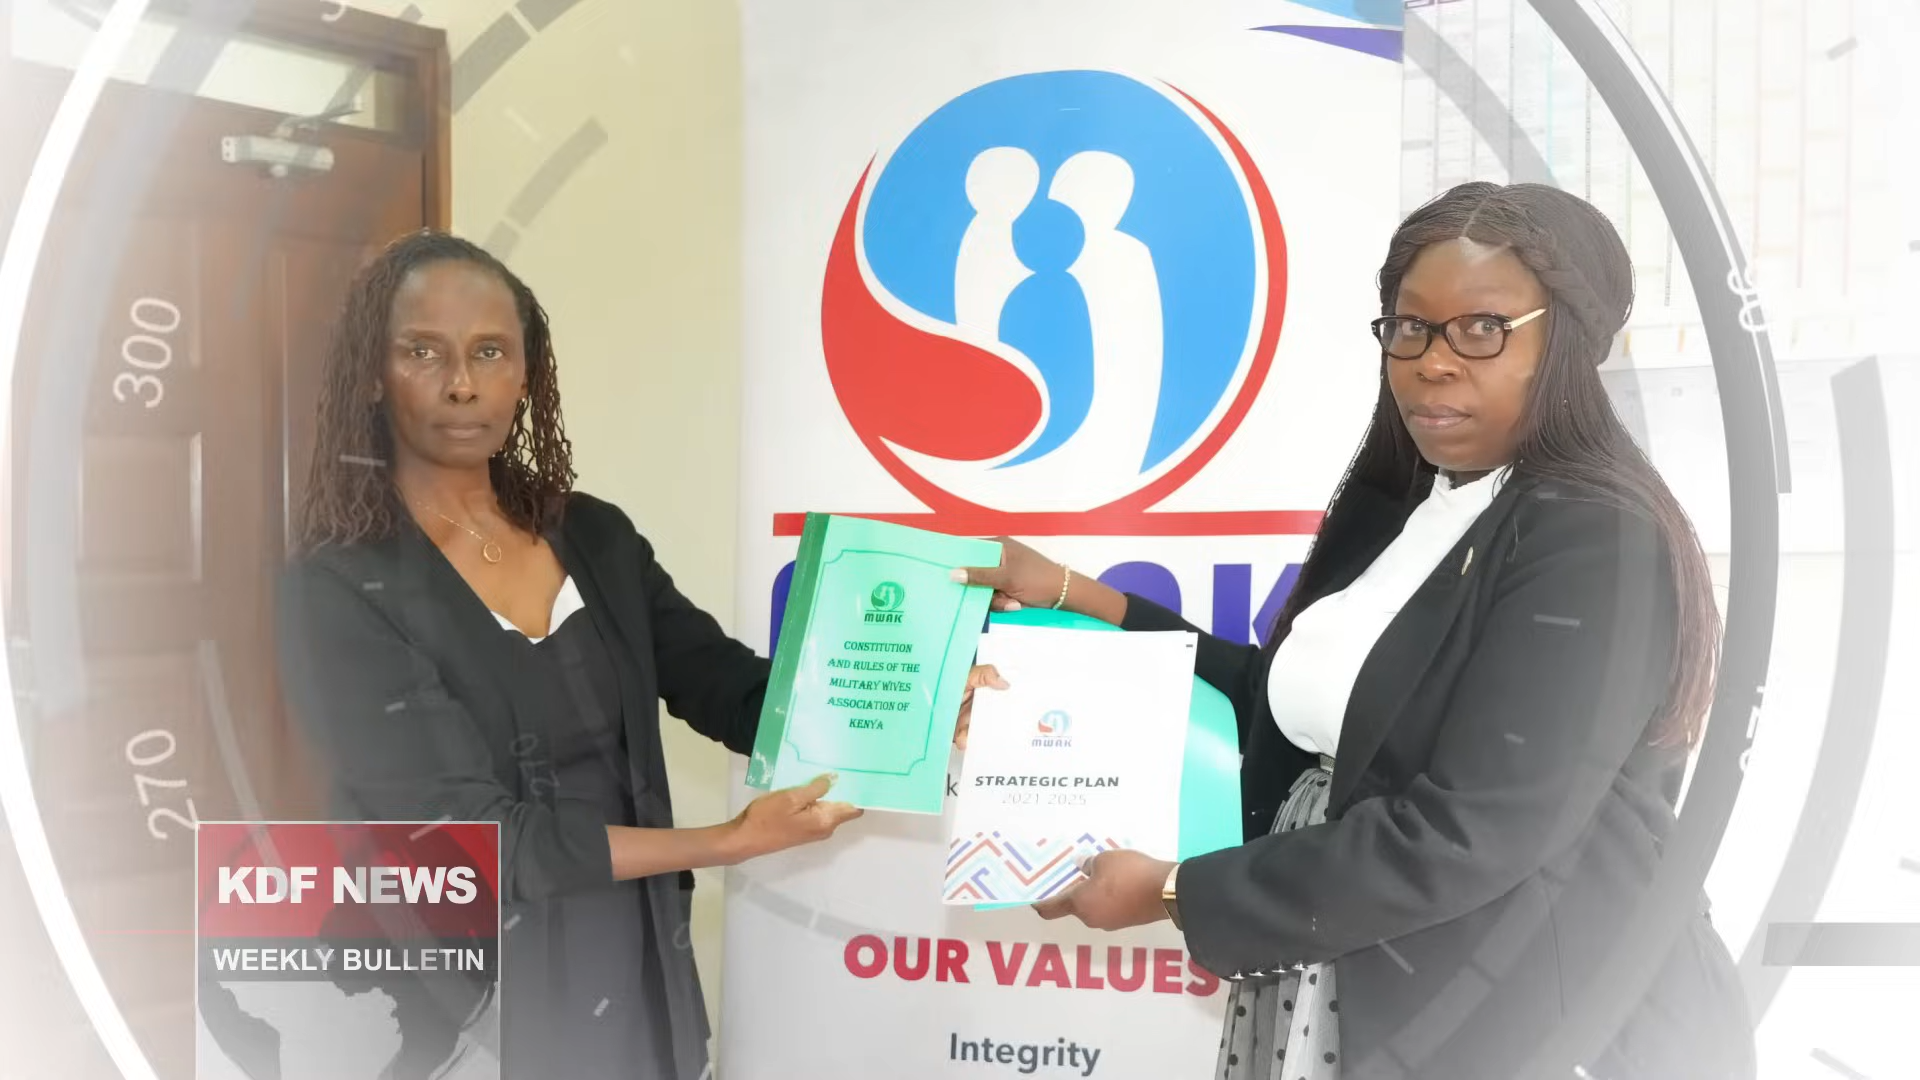 300
270
MWAK
CONSTITUTION
AND RULES OF THE
MILITARY WIVES
ASSOCIATION OF
KENYA
MWAK
STRATEGIC PLAN
2021-2025
OUR VALUES
Integrity
KDF NEWS
WEEKLY BULLETIN